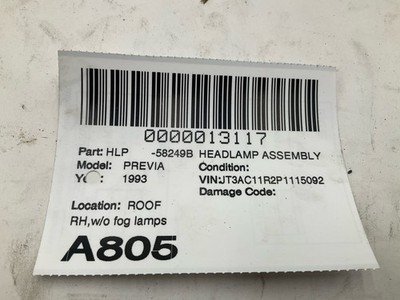 0000013117
Part: HLP -58249B HEADLAMP ASSEMBLY
Model: PREVIA Condition:
Year: 1993 VIN:JT3AC11R2P1115092
Damage Code:
Location: ROOF
RH,w/o fog lamps
A805